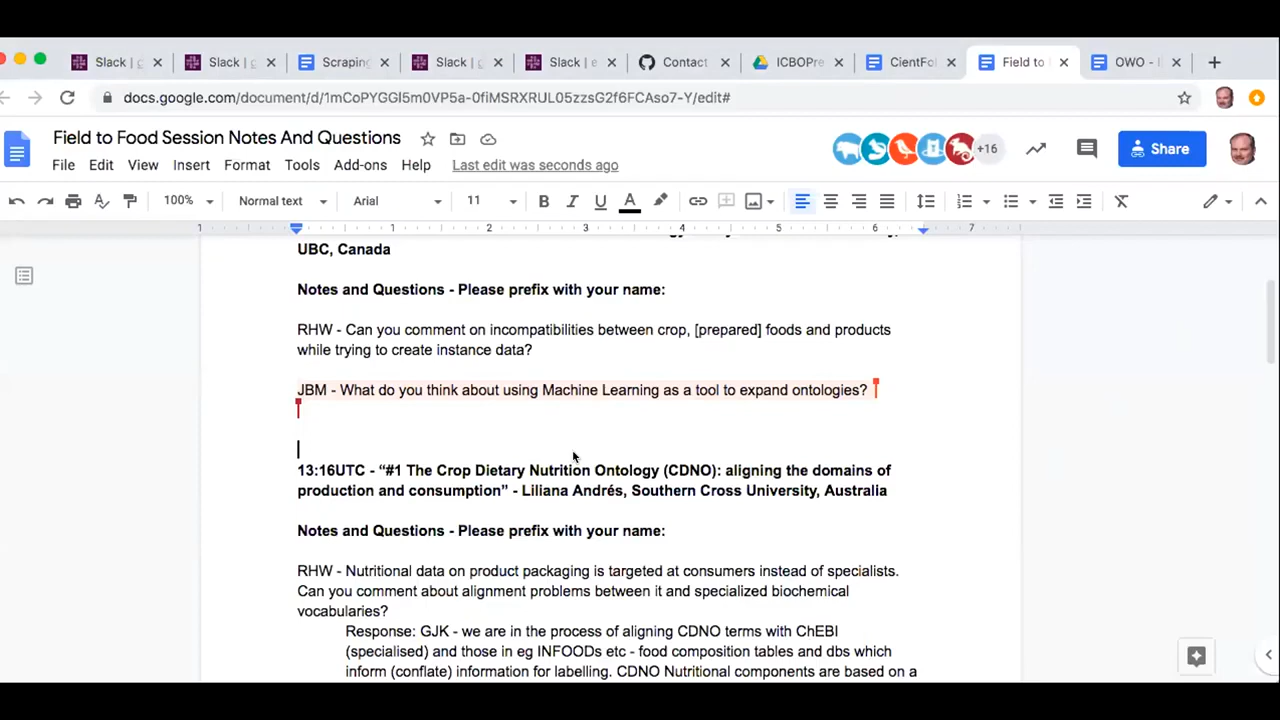 Slack | g
Slack | g
Scraping
Slack | g
Slack | e
Contact
ICBOPre
CientFo
Field to
OWO - I
docs.google.com/document/d/1mCoPYGGI5m0VP5a-0fiMSRXRUL05zzsG2f6FCAso7-Y/edit#
Field to Food Session Notes And Questions
+16
Share
File Edit View Insert Format Tools Add-ons Help Last edit was seconds ago
100% Normal text Arial 11 B I U A
1 1 2 3 4 5 6 7
UBC, Canada
Notes and Questions - Please prefix with your name:
RHW - Can you comment on incompatibilities between crop, [prepared] foods and products
while trying to create instance data?
JBM - What do you think about using Machine Learning as a tool to expand ontologies?
13:16UTC - “#1 The Crop Dietary Nutrition Ontology (CDNO): aligning the domains of
production and consumption” - Liliana Andrés, Southern Cross University, Australia
Notes and Questions - Please prefix with your name:
RHW - Nutritional data on product packaging is targeted at consumers instead of specialists.
Can you comment about alignment problems between it and specialized biochemical
vocabularies?
Response: GJK - we are in the process of aligning CDNO terms with ChEBI
(specialised) and those in eg INFOODs etc - food composition tables and dbs which
inform (conflate) information for labelling. CDNO Nutritional components are based on a